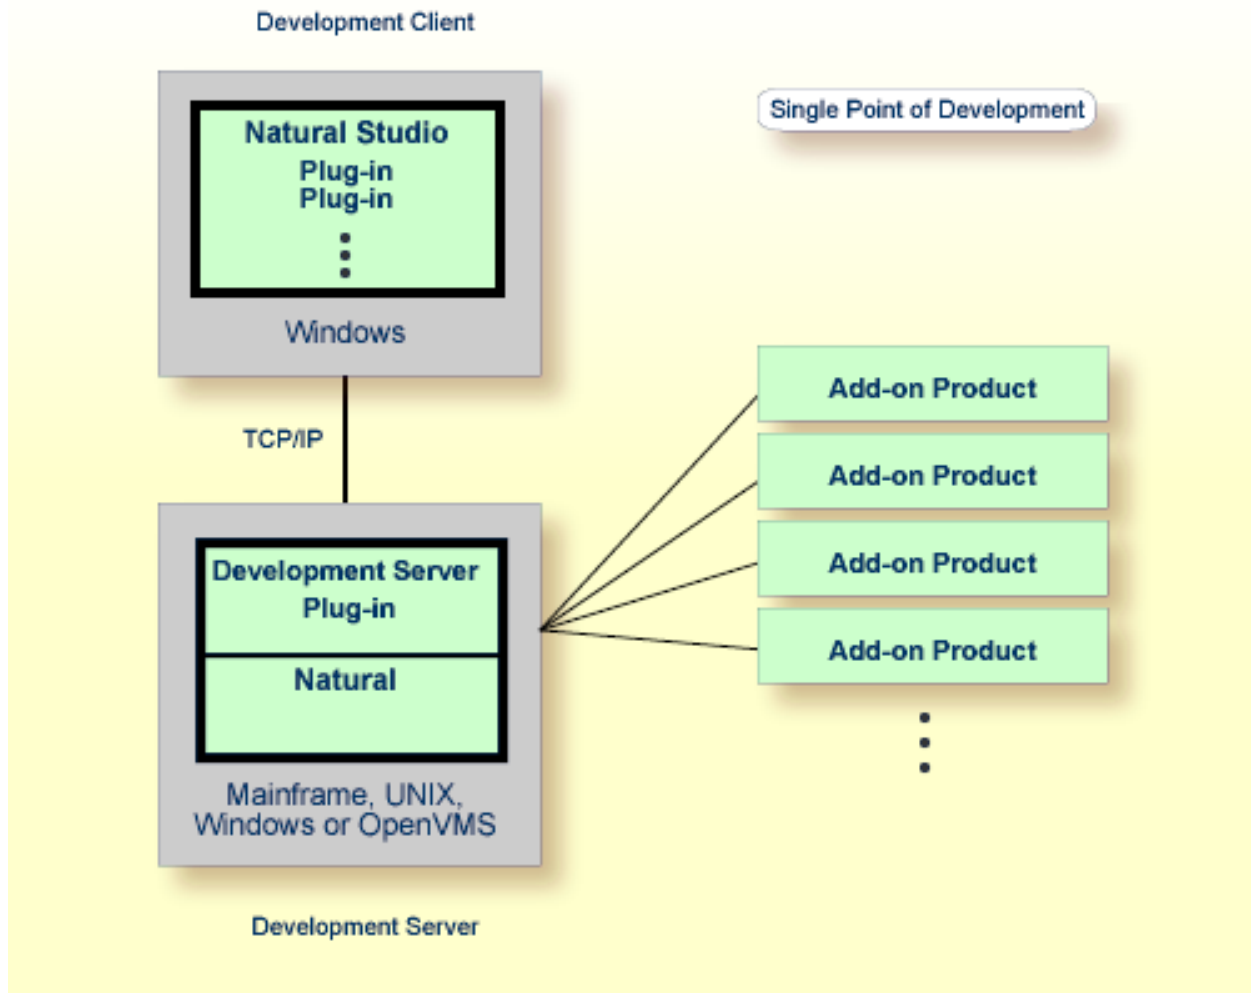 Development Client
Single Point of Development
Natural Studio
Plug-in
Plug-in
Windows
TCP/IP
Add-on Product
Add-on Product
Add-on Product
Add-on Product
Development Server
Plug-in
Natural
Mainframe, UNIX,
Windows or OpenVMS
Development Server